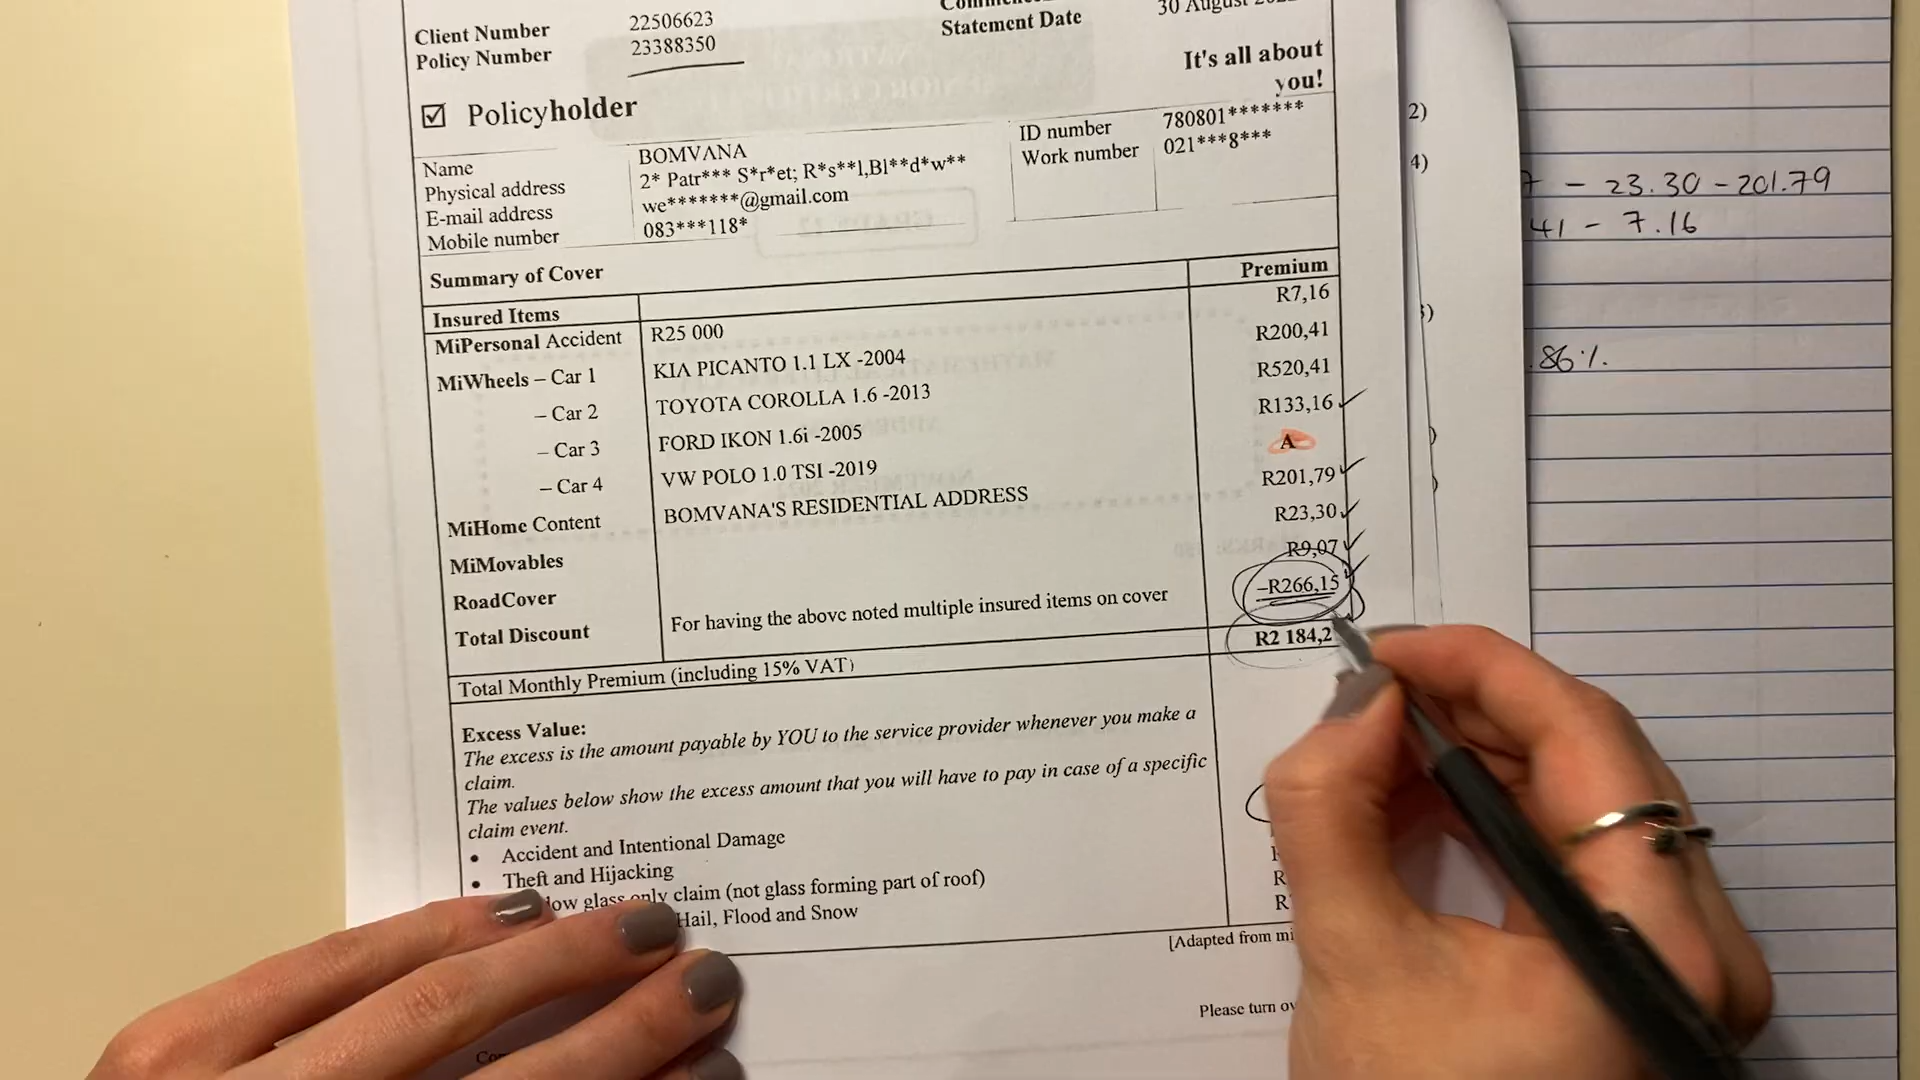 Client Number 22506623
Policy Number 23388350
Statement Date 30 August
It's all about
you!
Policyholder
Name BOMVANA
Physical address 2* Patr*** S*r*et; R*s**l,Bl**d*w**
E-mail address we*******@gmail.com
Mobile number 083***118*
ID number 780801*******
Work number 021***8***
Summary of Cover
Insured Items Premium
MiPersonal Accident R25 000 R7,16
MiWheels – Car 1 KIA PICANTO 1.1 LX -2004 R200,41
– Car 2 TOYOTA COROLLA 1.6 -2013 R520,41
– Car 3 FORD IKON 1.6i -2005 R133,16
– Car 4 VW POLO 1.0 TSI -2019 A
MiHome Content BOMVANA'S RESIDENTIAL ADDRESS R201,79
MiMovables R23,30
RoadCover R9,07
Total Discount For having the above noted multiple insured items on cover –R266,15
Total Monthly Premium (including 15% VAT) R2 184,2
Excess Value:
The excess is the amount payable by YOU to the service provider whenever you make a
claim.
The values below show the excess amount that you will have to pay in case of a specific
claim event.
• Accident and Intentional Damage
• Theft and Hijacking
glass only claim (not glass forming part of roof)
Hail, Flood and Snow
[Adapted from
Please turn
2)
4)
7 – 23.30 – 201.79
41 – 7.16
.86%.